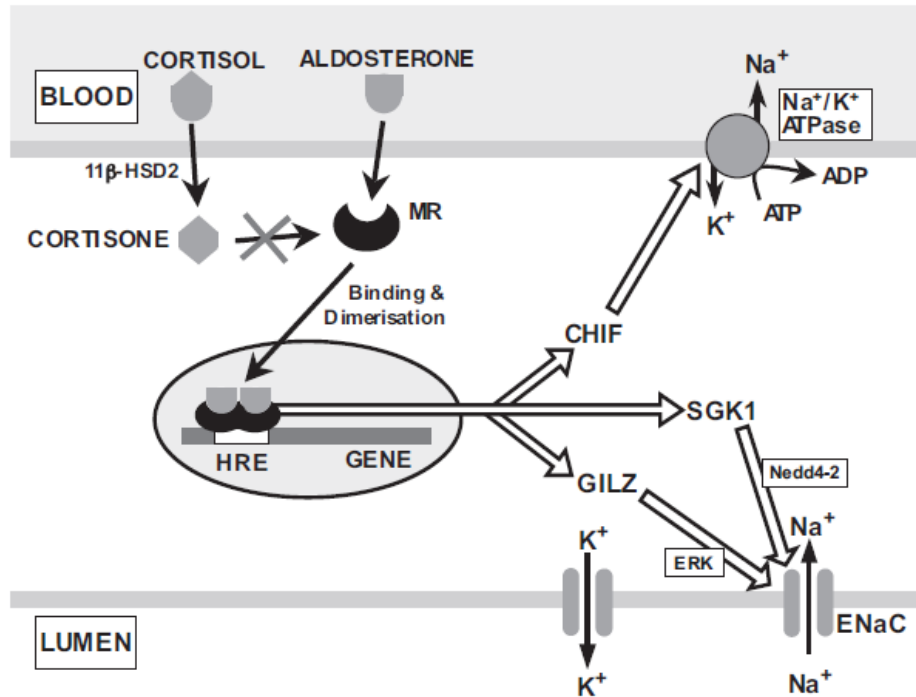 CORTISOL
ALDOSTERONE
BLOOD
Na⁺
Na⁺/K⁺
ATPase
11β-HSD2
ADP
ATP
K⁺
CORTISONE
MR
Binding &
Dimerisation
CHIF
SGK1
HRE
GENE
GILZ
Nedd4-2
K⁺
Na⁺
ERK
ENaC
LUMEN
K⁺
Na⁺